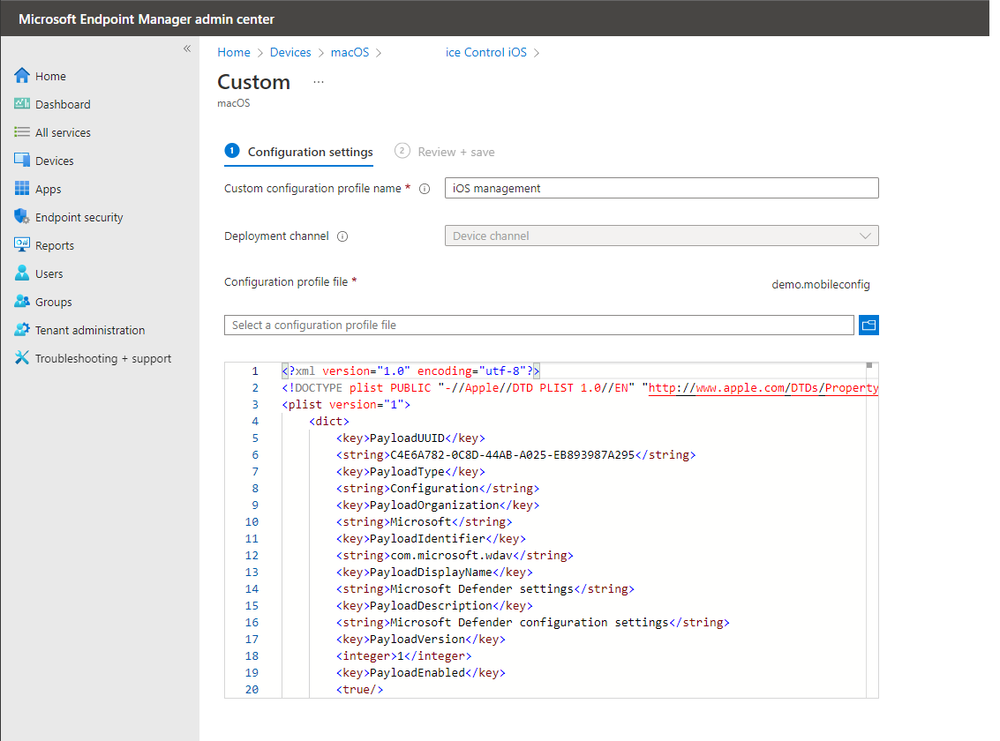 Microsoft Endpoint Manager admin center
«
Home
Dashboard
All services
Devices
Apps
Endpoint security
Reports
Users
Groups
Tenant administration
Troubleshooting + support
Home > Devices > macOS > ice Control iOS >
Custom ...
macOS
1 Configuration settings 2 Review + save
Custom configuration profile name * iOS management
Deployment channel Device channel
Configuration profile file *
demo.mobileconfig
Select a configuration profile file
1 <?xml version="1.0" encoding="utf-8"?>
2 <!DOCTYPE plist PUBLIC "-//Apple//DTD PLIST 1.0//EN" "http://www.apple.com/DTDs/Property
3 <plist version="1">
4 <dict>
5 <key>PayloadUUID</key>
6 <string>C4E6A782-0C8D-44AB-A025-EB893987A295</string>
7 <key>PayloadType</key>
8 <string>Configuration</string>
9 <key>PayloadOrganization</key>
10 <string>Microsoft</string>
11 <key>PayloadIdentifier</key>
12 <string>com.microsoft.wdav</string>
13 <key>PayloadDisplayName</key>
14 <string>Microsoft Defender settings</string>
15 <key>PayloadDescription</key>
16 <string>Microsoft Defender configuration settings</string>
17 <key>PayloadVersion</key>
18 <integer>1</integer>
19 <key>PayloadEnabled</key>
20 <true/>